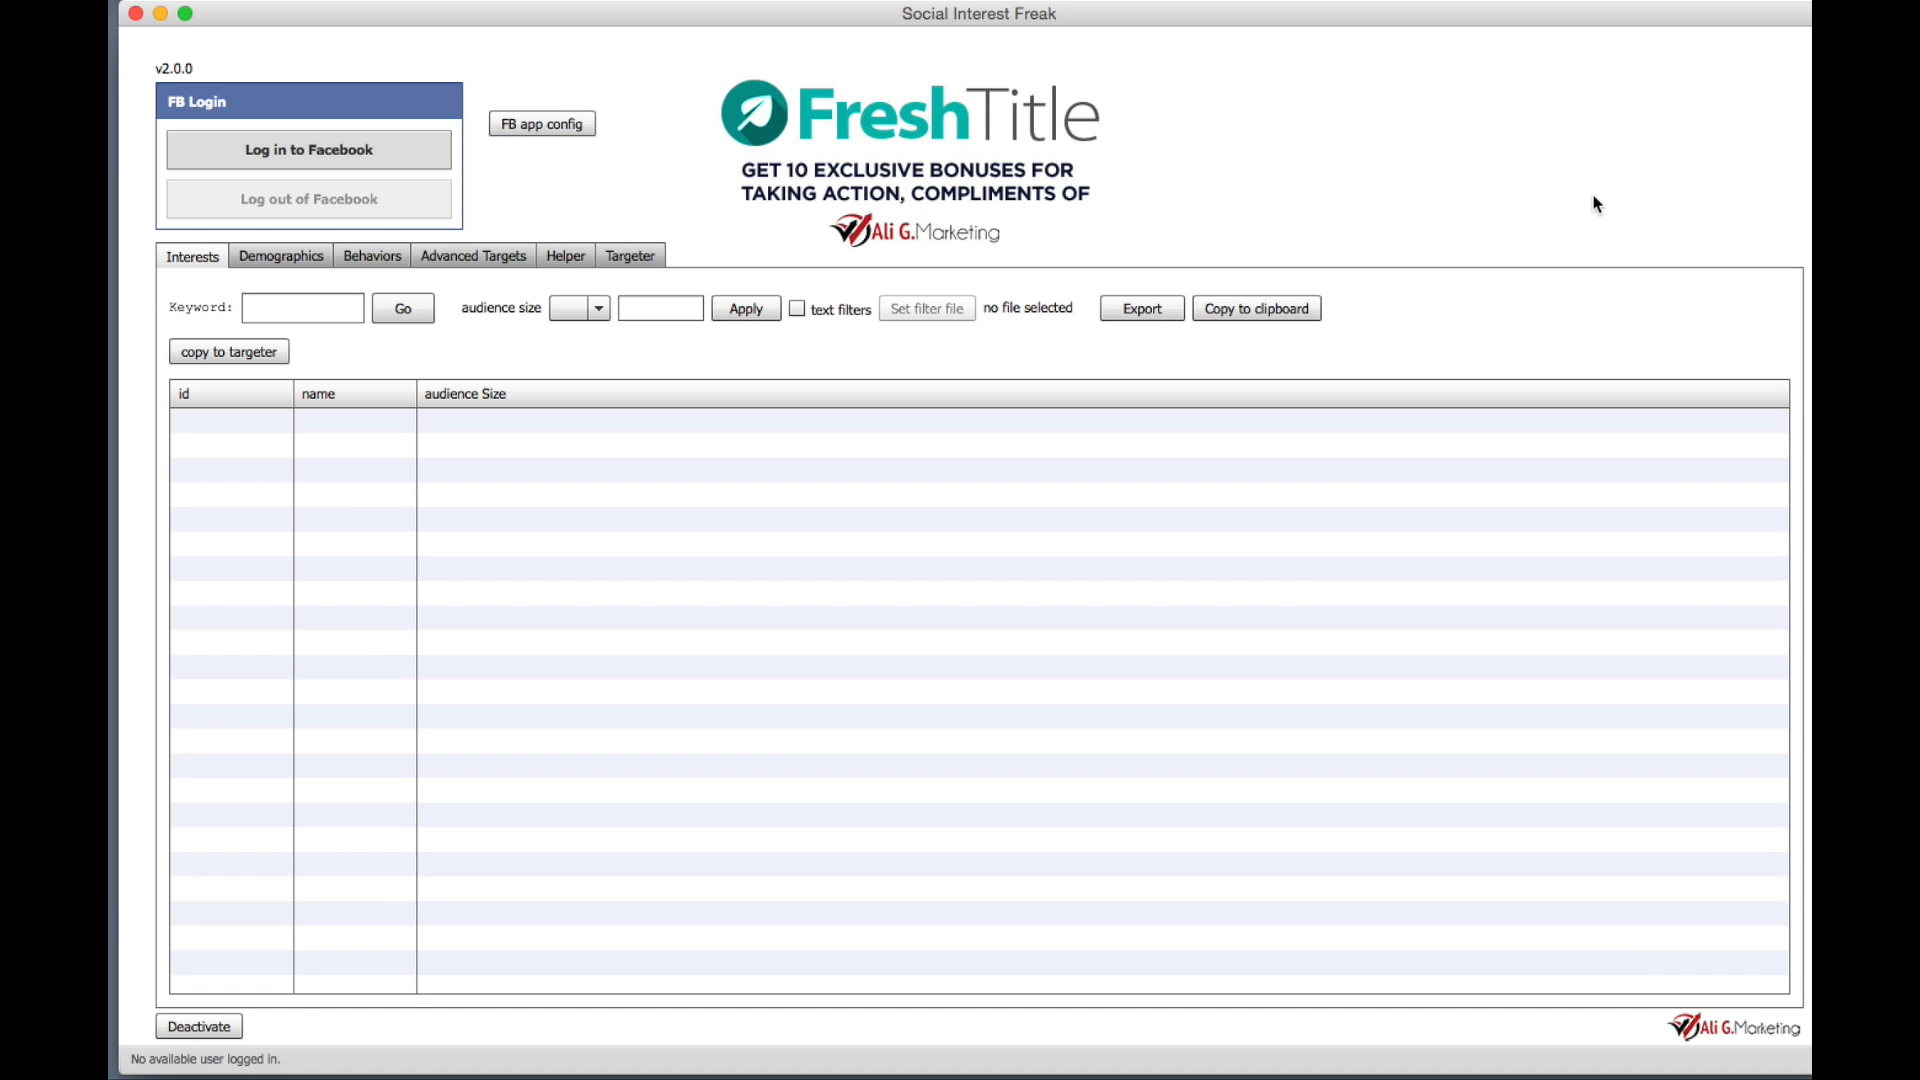 Social Interest Freak
v2.0.0
FB Login
Log in to Facebook
Log out of Facebook
FB app config
FreshTitle
GET 10 EXCLUSIVE BONUSES FOR
TAKING ACTION, COMPLIMENTS OF
Ali G.Marketing
Interests Demographics Behaviors Advanced Targets Helper Targeter
Keyword: Go audience size Apply text filters Set filter file no file selected Export Copy to clipboard
copy to targeter
id name audience Size
Deactivate
Ali G.Marketing
No available user logged in.